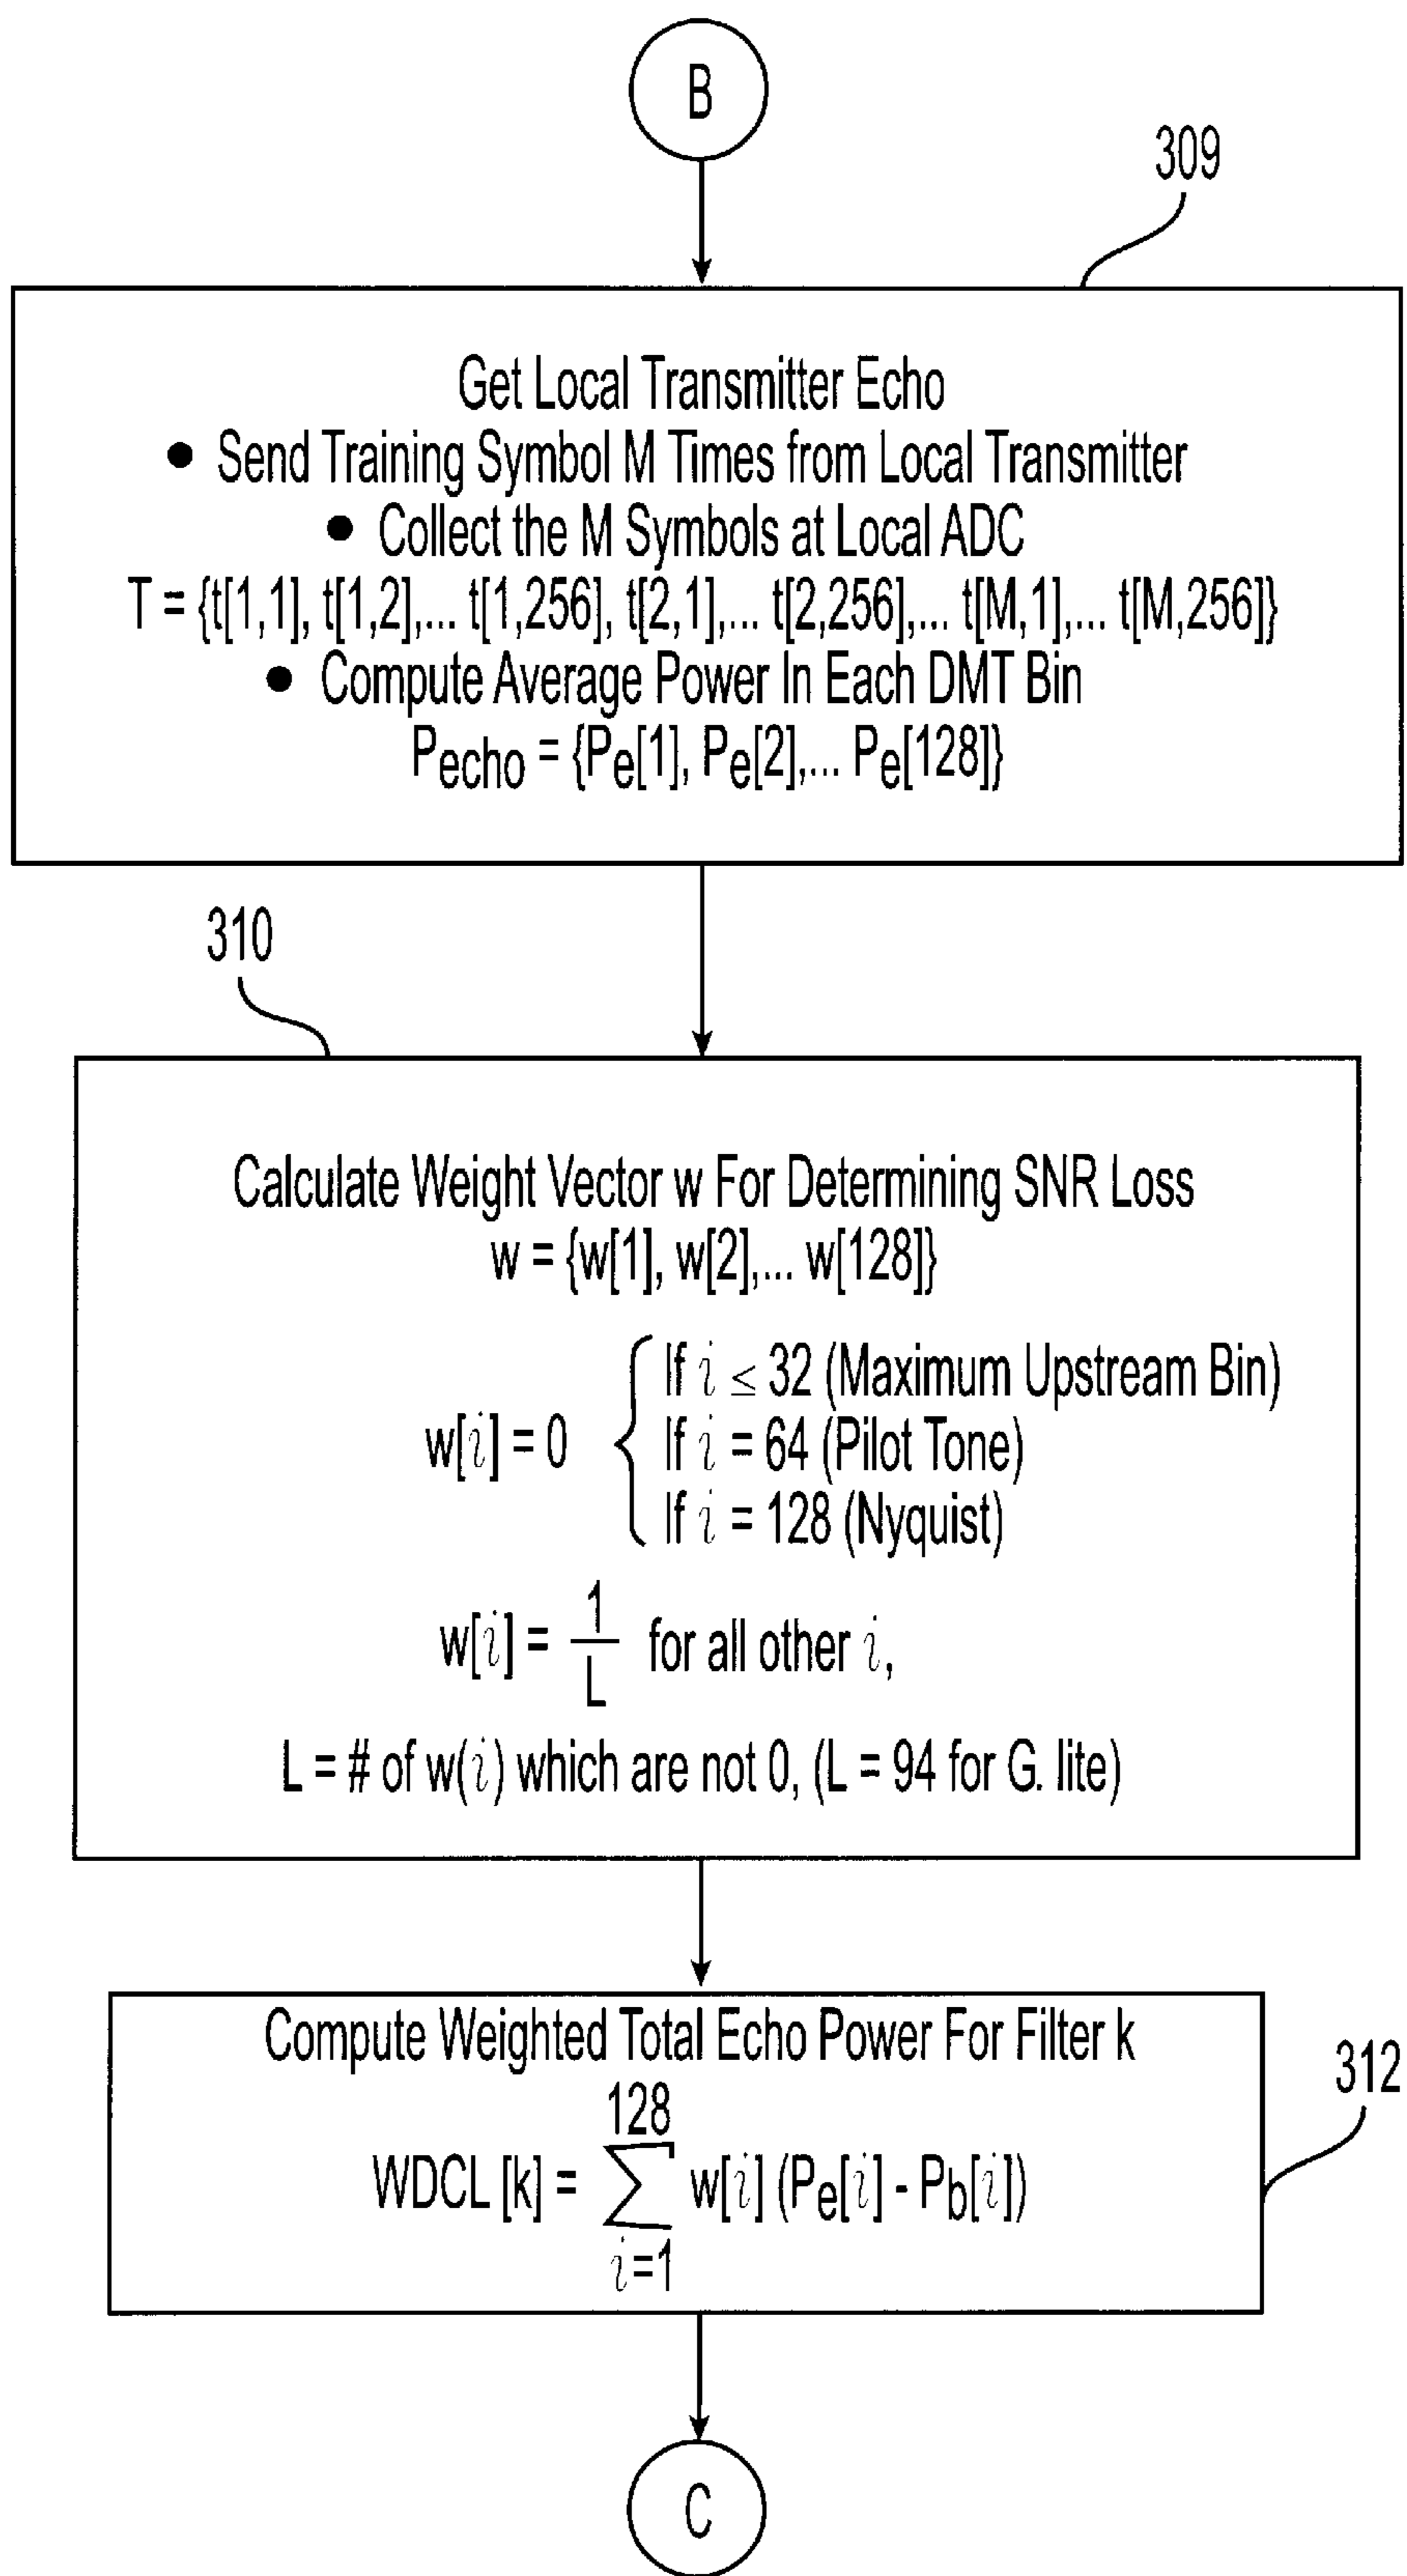 B
309
Get Local Transmitter Echo
● Send Training Symbol M Times from Local Transmitter
● Collect the M Symbols at Local ADC
T = {t[1,1], t[1,2],... t[1,256], t[2,1],... t[2,256],... t[M,1],... t[M,256]}
● Compute Average Power In Each DMT Bin
Pecho = {Pe[1], Pe[2],... Pe[128]}
310
Calculate Weight Vector w For Determining SNR Loss
w = {w[1], w[2],... w[128]}
If i ≤ 32 (Maximum Upstream Bin)
w[i] = 0 { If i = 64 (Pilot Tone)
If i = 128 (Nyquist)
w[i] = 1/L for all other i,
L = # of w(i) which are not 0, (L = 94 for G. lite)
Compute Weighted Total Echo Power For Filter k
312
128
WDCL [k] = ∑ w[i] (Pe[i] - Pb[i])
i=1
C